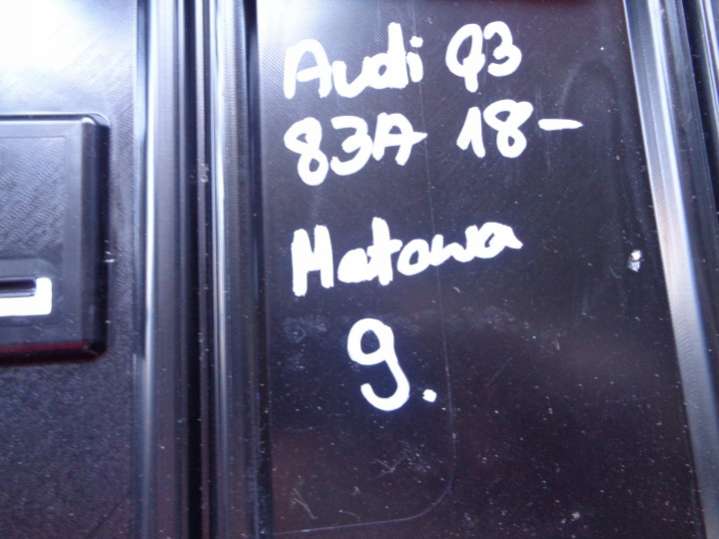 Audi Q3
83A 18-
Matowa
9.